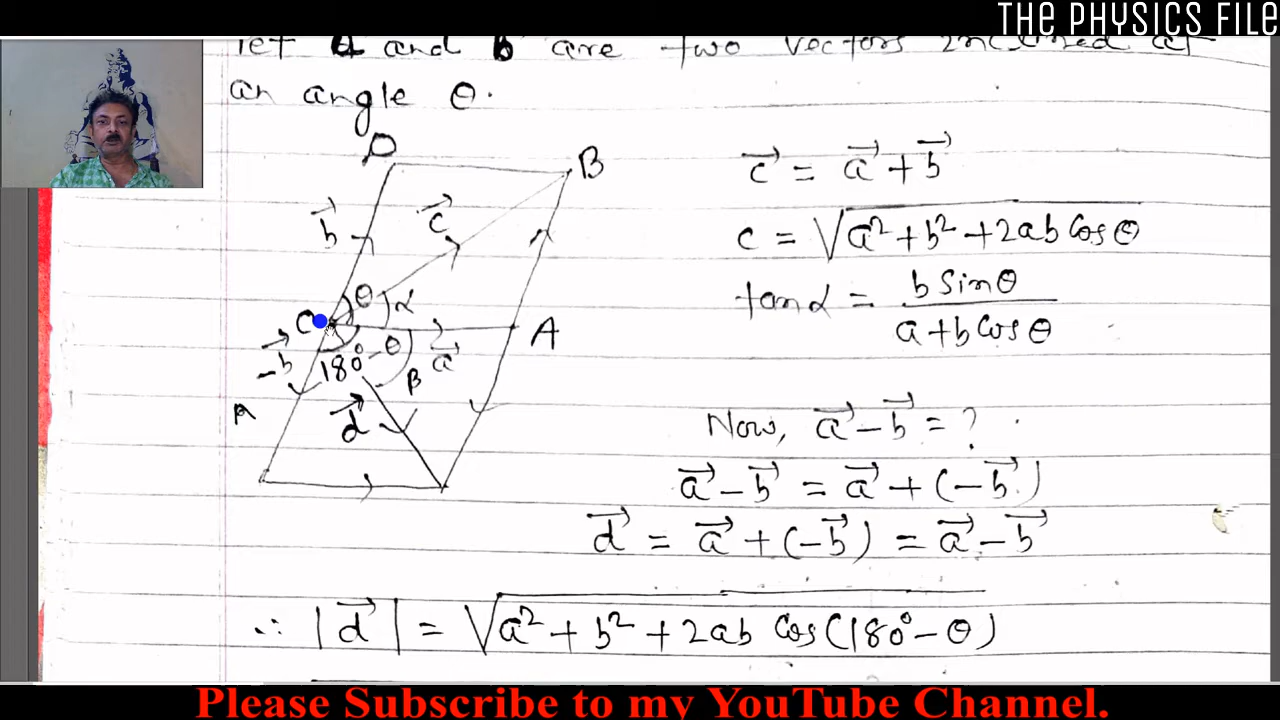 THE PHYSICS FILE
let a and b are two vectors inclined at
an angle θ.
D
B
b⃗
c⃗
θ
α
C
A
-b⃗
180°-θ
a⃗
β
A
d⃗
c⃗ = a⃗ + b⃗
c = √a² + b² + 2ab Cos θ
tan α = b Sin θ / a + b Cos θ
Now, a⃗ - b⃗ = ?
a⃗ - b⃗ = a⃗ + (-b⃗)
d⃗ = a⃗ + (-b⃗) = a⃗ - b⃗
∴ |d⃗| = √a² + b² + 2ab Cos(180° - θ)
Please Subscribe to my YouTube Channel.